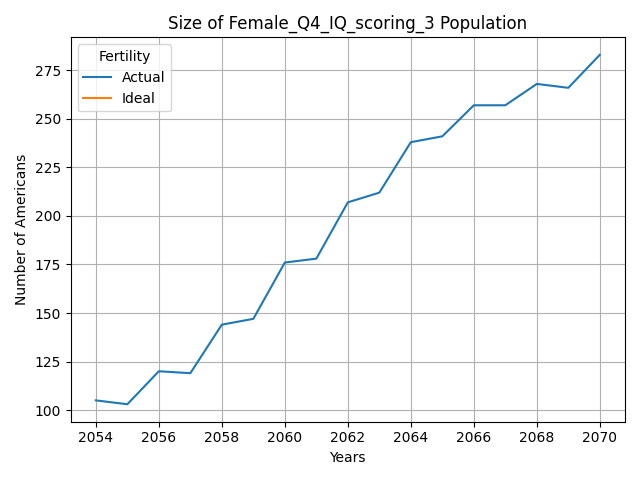 Size of Female_Q4_IQ_scoring_3 Population
Fertility
Actual
Ideal
Number of Americans
275
250
225
200
175
150
125
100
2054 2056 2058 2060 2062 2064 2066 2068 2070
Years